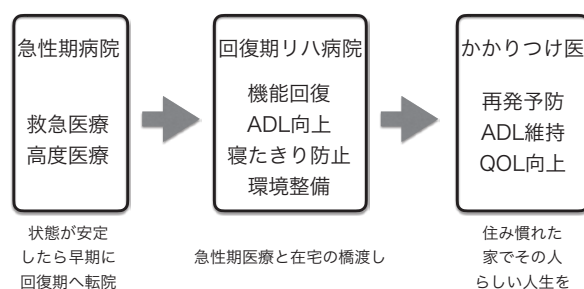 急性期病院
救急医療
高度医療
状態が安定
したら早期に
回復期へ転院
回復期リハ病院
機能回復
ADL向上
寝たきり防止
環境整備
急性期医療と在宅の橋渡し
かかりつけ医
再発予防
ADL維持
QOL向上
住み慣れた
家でその人
らしい人生を